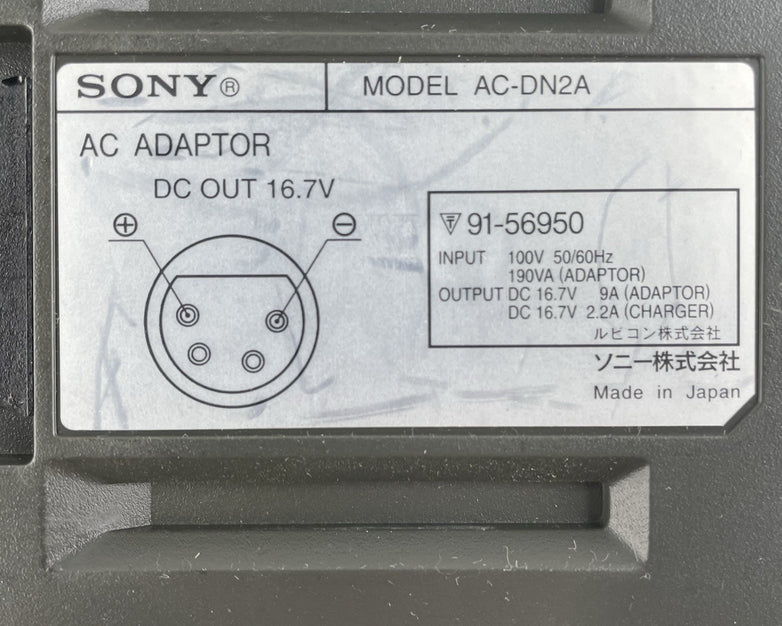 SONY®
MODEL AC-DN2A
AC ADAPTOR
DC OUT 16.7V
⊕ ⊖
91-56950
INPUT 100V 50/60Hz
190VA (ADAPTOR)
OUTPUT DC 16.7V 9A (ADAPTOR)
DC 16.7V 2.2A (CHARGER)
ルビコン株式会社
ソニー株式会社
Made in Japan